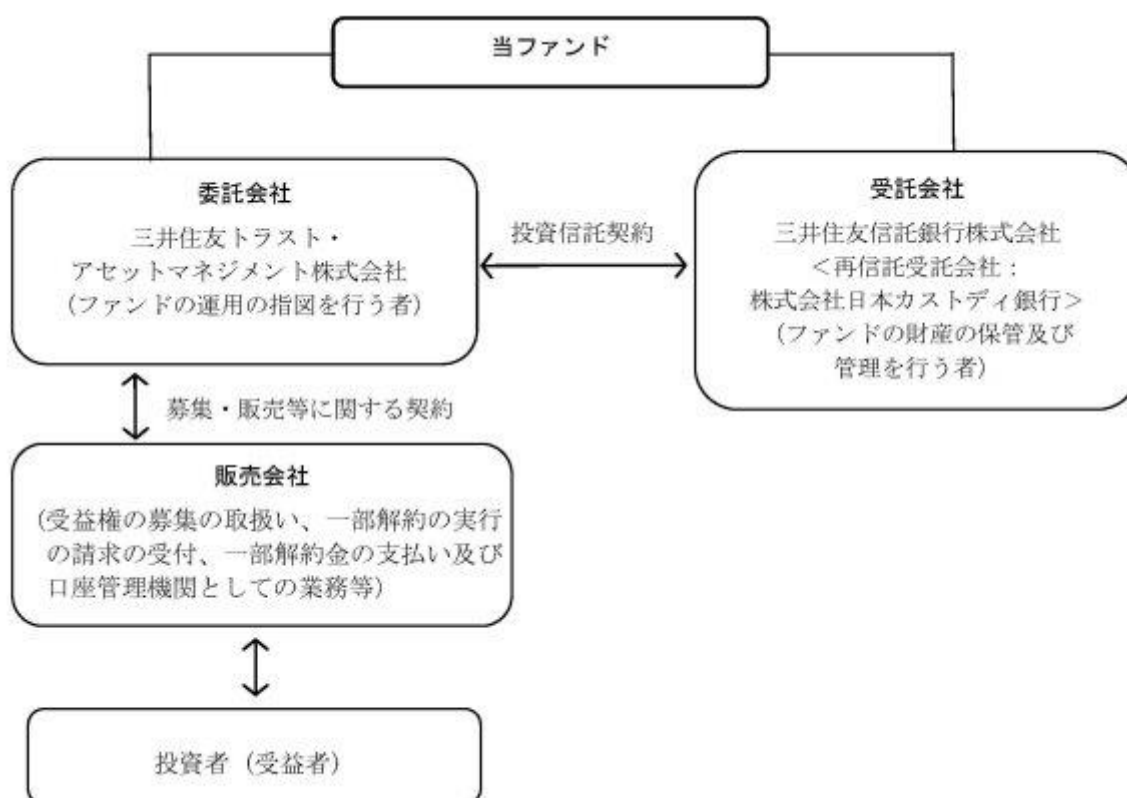 当ファンド
委託会社
三井住友トラスト・
アセットマネジメント株式会社
(ファンドの運用の指図を行う者)
投資信託契約
受託会社
三井住友信託銀行株式会社
<再信託受託会社:
株式会社日本カストディ銀行>
(ファンドの財産の保管及び
管理を行う者)
募集・販売等に関する契約
販売会社
(受益権の募集の取扱い、一部解約の実行
の請求の受付、一部解約金の支払い及び
口座管理機関としての業務等)
投資者(受益者)